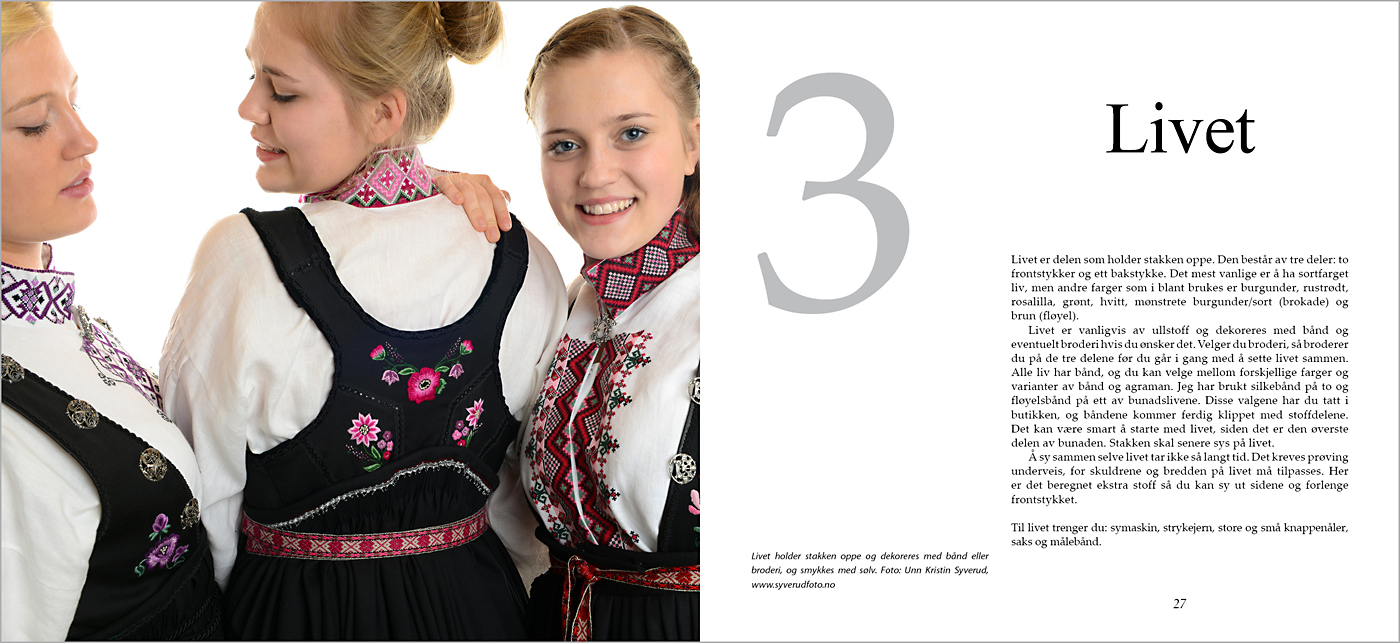 3
Livet
Livet er delen som holder stakken oppe. Den består av tre deler: to
frontstykker og ett bakstykke. Det mest vanlige er å ha sortfarget
liv, men andre farger som i blant brukes er burgunder, rustrødt,
rosalilla, grønt, hvitt, mønstrete burgunder/sort (brokade) og
brun (fløyel).
Livet er vanligvis av ullstoff og dekoreres med bånd og
eventuelt broderi hvis du ønsker det. Velger du broderi, så broderer
du på de tre delene før du går i gang med å sette livet sammen.
Alle liv har bånd, og du kan velge mellom forskjellige farger og
varianter av bånd og agraman. Jeg har brukt silkebånd på to og
fløyelsbånd på ett av bunadslivene. Disse valgene har du tatt i
butikken, og båndene kommer ferdig klippet med stoffdelene.
Det kan være smart å starte med livet, siden det er den øverste
delen av bunaden. Stakken skal senere sys på livet.
Å sy sammen selve livet tar ikke så langt tid. Det kreves prøving
underveis, for skuldrene og bredden på livet må tilpasses. Her
er det beregnet ekstra stoff så du kan sy ut sidene og forlenge
frontstykket.
Til livet trenger du: symaskin, strykejern, store og små knappenåler,
saks og målebånd.
Livet holder stakken oppe og dekoreres med bånd eller
broderi, og smykkes med sølv. Foto: Unn Kristin Syverud,
www.syverudfoto.no
27